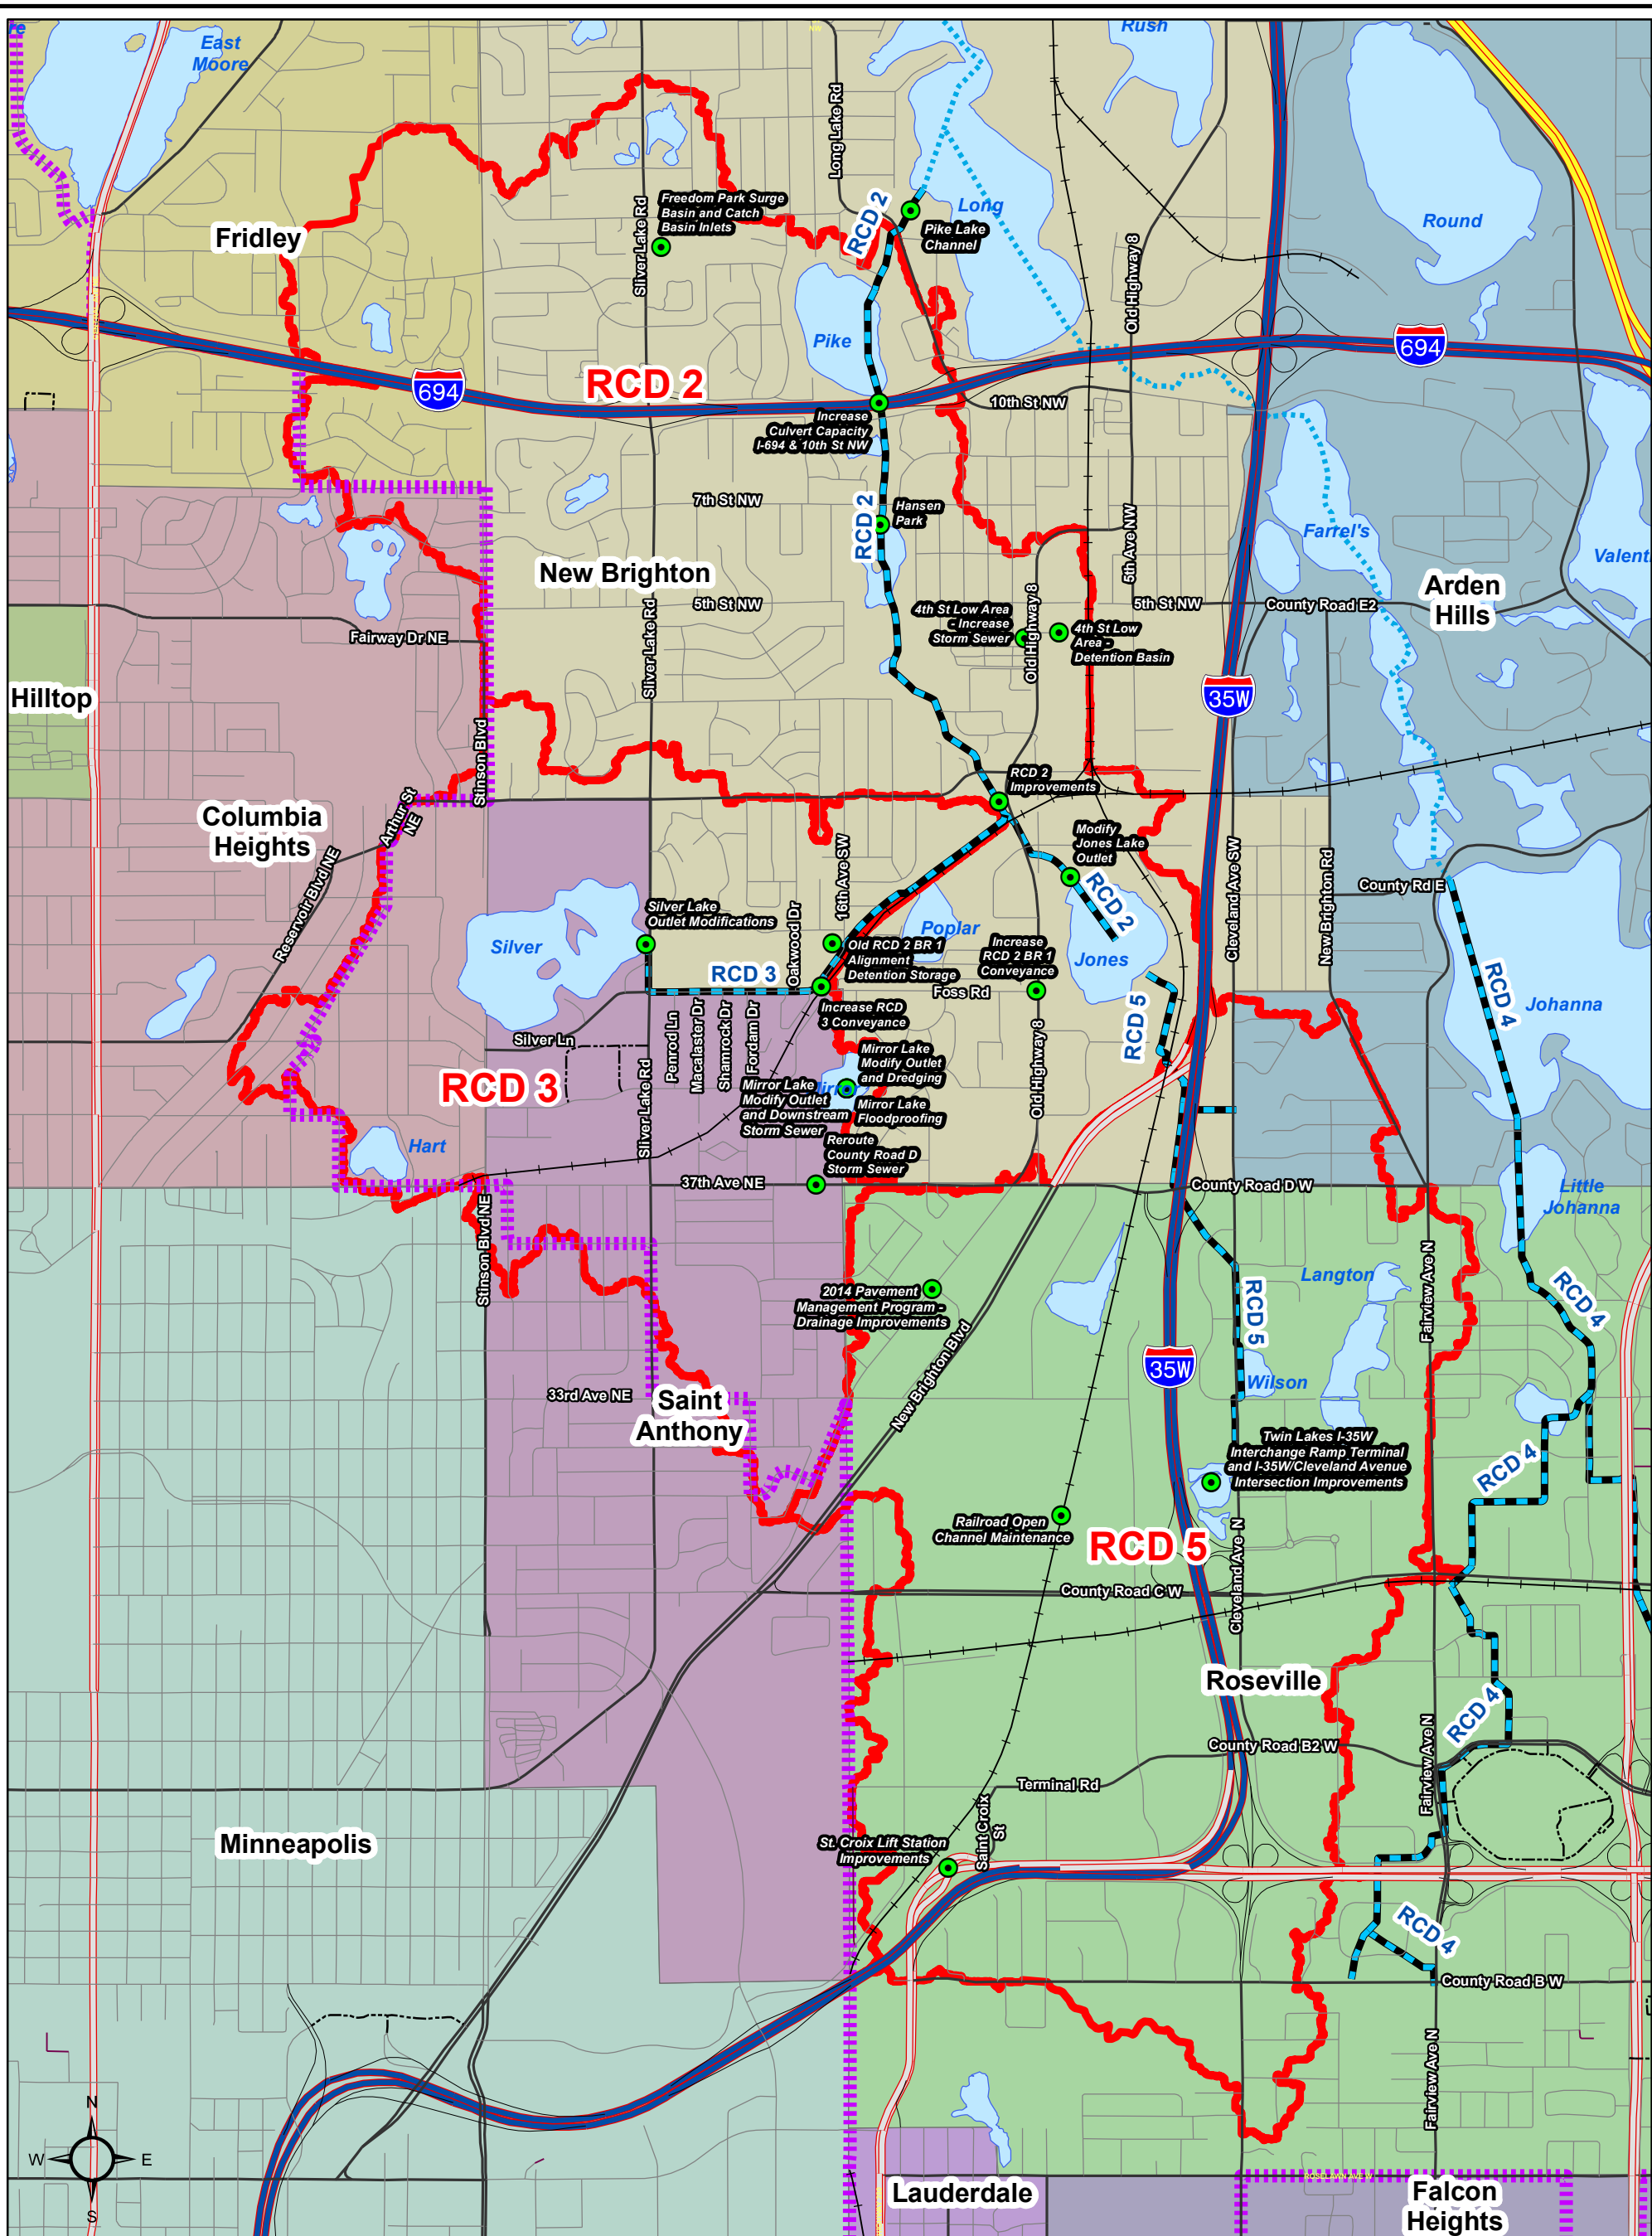 re
East
Moore
Rush
Long Lake Rd
Fridley
Silver Lake Rd
Freedom Park Surge
Basin and Catch
Basin Inlets
RCD 2
Pike Lake
Channel
Long
Round
Old Highway 8
Pike
694
694
RCD 2
10th St NW
Increase
Culvert Capacity
I-694 & 10th St NW
7th St NW
RCD 2
Hansen
Park
5th Ave NW
Farrel's
Valent
New Brighton
Arden
Hills
5th St NW
4th St Low Area
- Increase
Storm Sewer
Old Highway 8
4th St Low
Area -
Detention Basin
5th St NW
County Road E2
Fairway Dr NE
Silver Lake Rd
Hilltop
35W
Stinson Blvd
RCD 2
Improvements
Columbia
Heights
Arthur St
NE
Reservoir Blvd NE
16th Ave SW
Modify
Jones Lake
Outlet
RCD 2
Cleveland Ave SW
New Brighton Rd
County Rd E
Silver Lake
Outlet Modifications
Oakwood Dr
Silver
Poplar
Jones
Old RCD 2 BR 1
Alignment
Detention Storage
Increase
RCD 2 BR 1
Conveyance
RCD 3
Foss Rd
RCD 4
Johanna
Increase RCD
3 Conveyance
RCD 5
Silver Ln
Penrod Ln
Macalaster Dr
Shamrock Dr
Fordam Dr
RCD 3
Silver Lake Rd
Mirror Lake
Modify Outlet
and Dredging
Mirror
Mirror Lake
Modify Outlet
and Downstream
Storm Sewer
Mirror Lake
Floodproofing
Old Highway 8
Hart
Reroute
County Road D
Storm Sewer
37th Ave NE
County Road D W
Little
Johanna
Stinson Blvd NE
2014 Pavement
Management Program -
Drainage Improvements
Langton
RCD 5
Fairview Ave N
RCD 4
New Brighton Blvd
35W
Wilson
33rd Ave NE
Saint
Anthony
Twin Lakes I-35W
Interchange Ramp Terminal
and I-35W/Cleveland Avenue
Intersection Improvements
RCD 4
Railroad Open
Channel Maintenance
RCD 5
Cleveland Ave N
County Road C W
Roseville
RCD 4
County Road B2 W
Fairview Ave N
Terminal Rd
Saint Croix
St
Minneapolis
St. Croix Lift Station
Improvements
RCD 4
County Road B W
Fairview Ave N
N
W
E
S
ROSELAWN AVE W
Lauderdale
Falcon
Heights